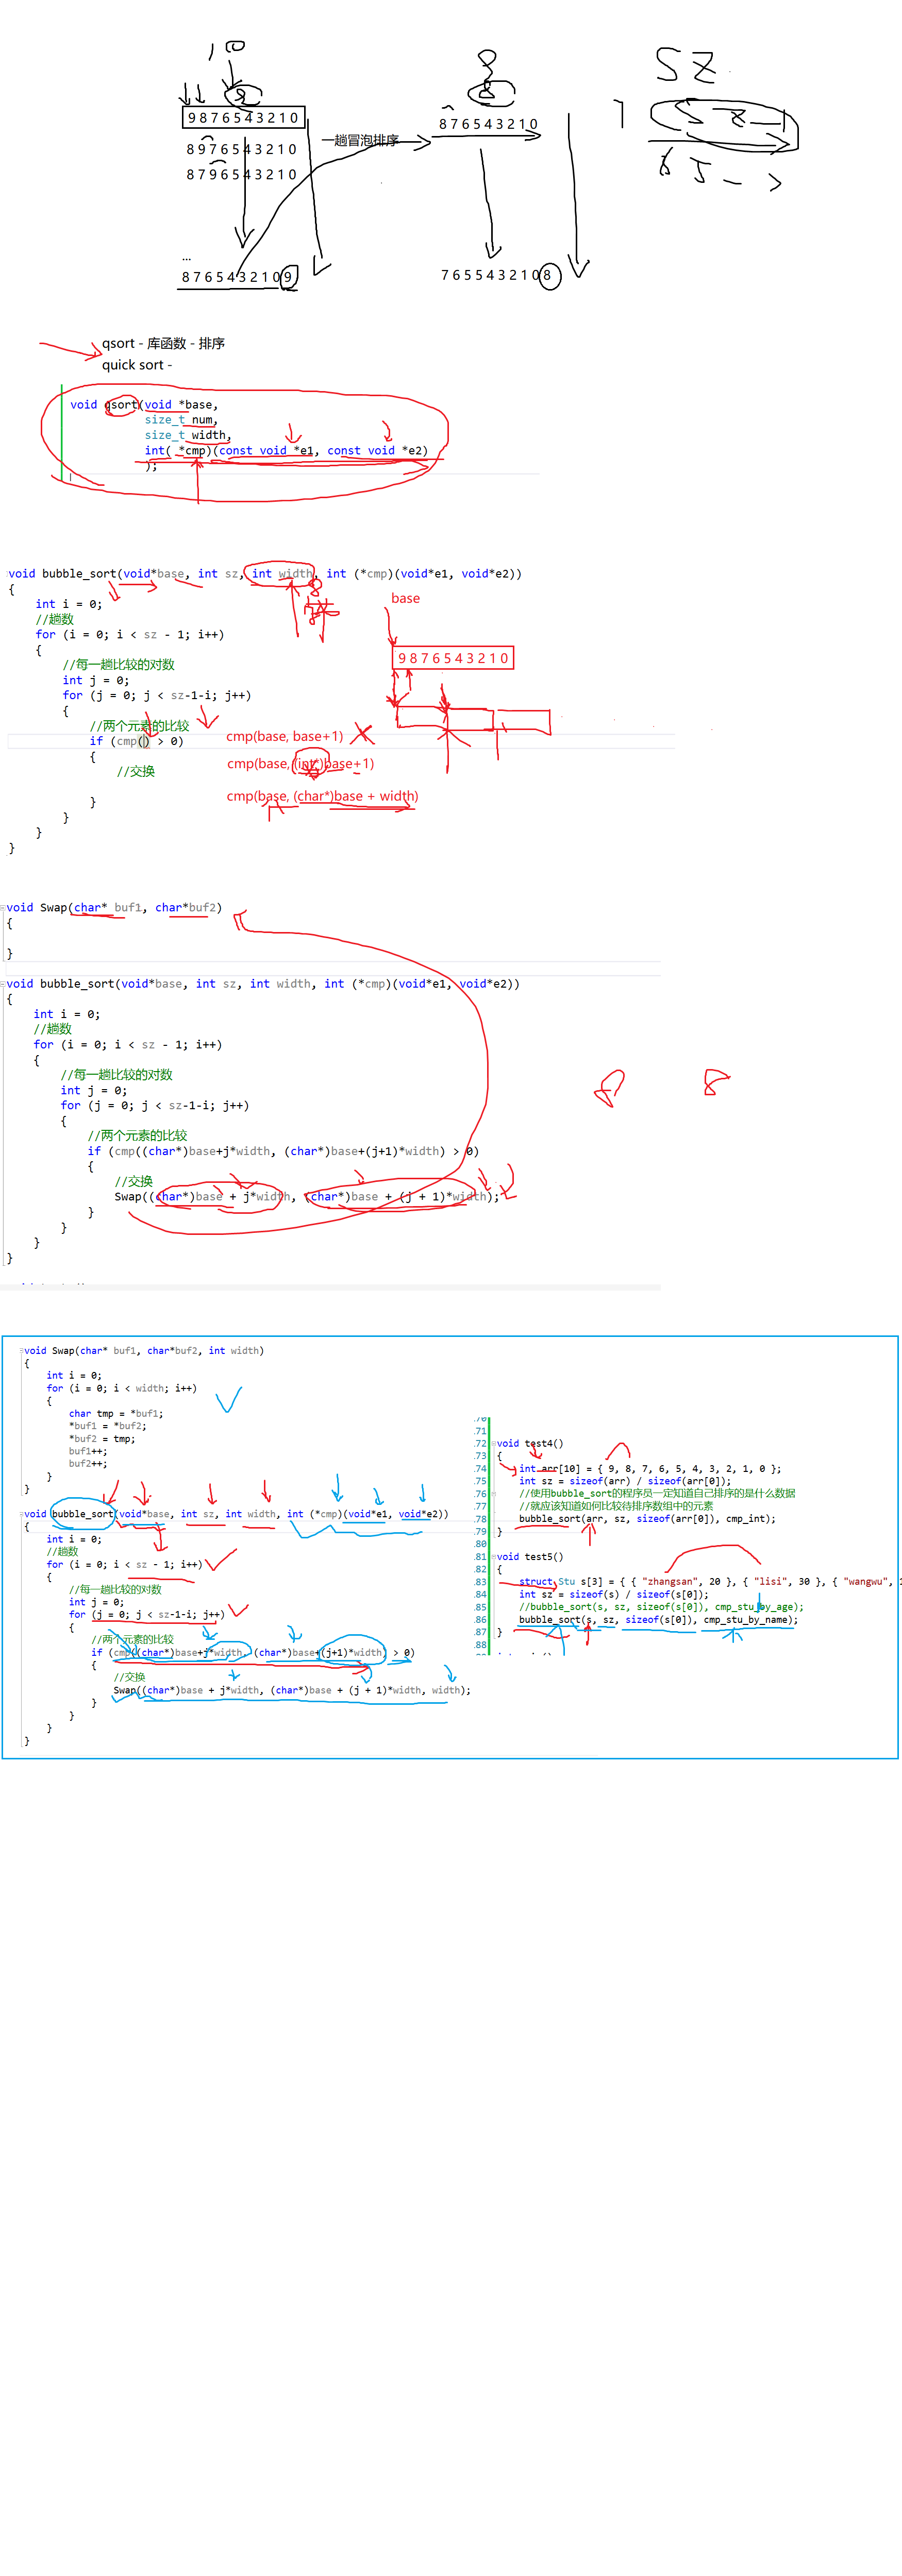 10
9
9 8 7 6 5 4 3 2 1 0
8 9 7 6 5 4 3 2 1 0
8 7 9 6 5 4 3 2 1 0
...
8 7 6 5 4 3 2 1 0 9
一趟冒泡排序
8
8 7 6 5 4 3 2 1 0
7 6 5 5 4 3 2 1 0 8
SZ
SZ-1
qsort - 库函数 - 排序
quick sort -
void qsort(void *base,
size_t num,
size_t width,
int( *cmp)(const void *e1, const void *e2)
);
void bubble_sort(void*base, int sz, int width, int (*cmp)(void*e1, void*e2))
{
int i = 0;
//趟数
for (i = 0; i < sz - 1; i++)
{
//每一趟比较的对数
int j = 0;
for (j = 0; j < sz-1-i; j++)
{
//两个元素的比较
if (cmp() > 0)
{
//交换
}
}
}
}
base
9 8 7 6 5 4 3 2 1 0
cmp(base, base+1)
cmp(base, (int*)base+1)
cmp(base, (char*)base + width)
void Swap(char* buf1, char*buf2)
{
}
void bubble_sort(void*base, int sz, int width, int (*cmp)(void*e1, void*e2))
{
int i = 0;
//趟数
for (i = 0; i < sz - 1; i++)
{
//每一趟比较的对数
int j = 0;
for (j = 0; j < sz-1-i; j++)
{
//两个元素的比较
if (cmp((char*)base+j*width, (char*)base+(j+1)*width) > 0)
{
//交换
Swap((char*)base + j*width, (char*)base + (j + 1)*width);
}
}
}
}
void Swap(char* buf1, char*buf2, int width)
{
int i = 0;
for (i = 0; i < width; i++)
{
char tmp = *buf1;
*buf1 = *buf2;
*buf2 = tmp;
buf1++;
buf2++;
}
}
void bubble_sort(void*base, int sz, int width, int (*cmp)(void*e1, void*e2))
{
int i = 0;
//趟数
for (i = 0; i < sz - 1; i++)
{
//每一趟比较的对数
int j = 0;
for (j = 0; j < sz-1-i; j++)
{
//两个元素的比较
if (cmp((char*)base+j*width, (char*)base+(j+1)*width) > 0)
{
//交换
Swap((char*)base + j*width, (char*)base + (j + 1)*width, width);
}
}
}
}
71
72 void test4()
73 {
74 int arr[10] = { 9, 8, 7, 6, 5, 4, 3, 2, 1, 0 };
75 int sz = sizeof(arr) / sizeof(arr[0]);
76 //使用bubble_sort的程序员一定知道自己排序的是什么数据
77 //就应该知道如何比较待排序数组中的元素
78 bubble_sort(arr, sz, sizeof(arr[0]), cmp_int);
79 }
80
81 void test5()
82 {
83 struct Stu s[3] = { { "zhangsan", 20 }, { "lisi", 30 }, { "wangwu",
84 int sz = sizeof(s) / sizeof(s[0]);
85 //bubble_sort(s, sz, sizeof(s[0]), cmp_stu_by_age);
86 bubble_sort(s, sz, sizeof(s[0]), cmp_stu_by_name);
87 }
88